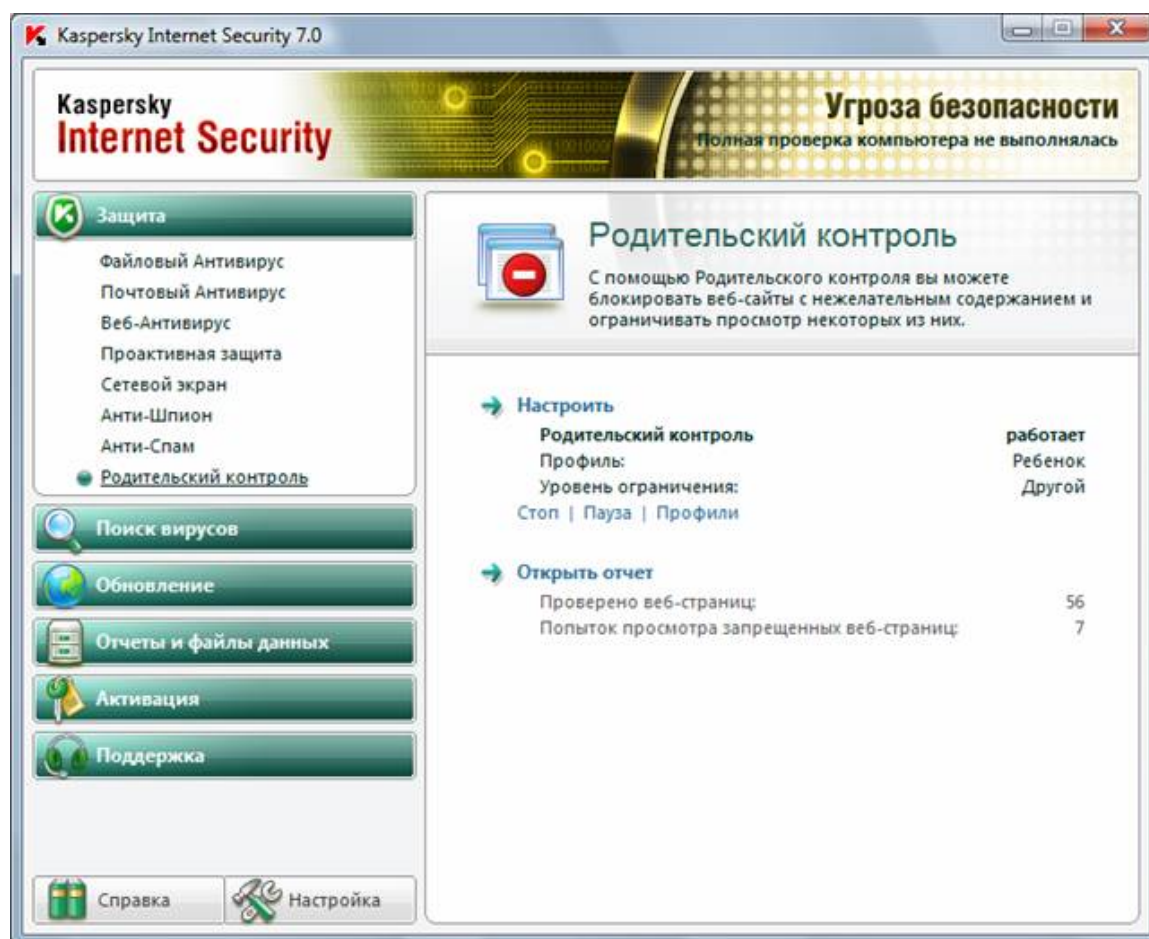 Kaspersky Internet Security 7.0
Kaspersky
Internet Security
Угроза безопасности
Полная проверка компьютера не выполнялась
Защита
Файловый Антивирус
Почтовый Антивирус
Веб-Антивирус
Проактивная защита
Сетевой экран
Анти-Шпион
Анти-Спам
Родительский контроль
Поиск вирусов
Обновление
Отчеты и файлы данных
Активация
Поддержка
Справка
Настройка
Родительский контроль
С помощью Родительского контроля вы можете
блокировать веб-сайты с нежелательным содержанием и
ограничивать просмотр некоторых из них.
Настроить
Родительский контроль работает
Профиль: Ребенок
Уровень ограничения: Другой
Стоп | Пауза | Профили
Открыть отчет
Проверено веб-страниц: 56
Попыток просмотра запрещенных веб-страниц: 7